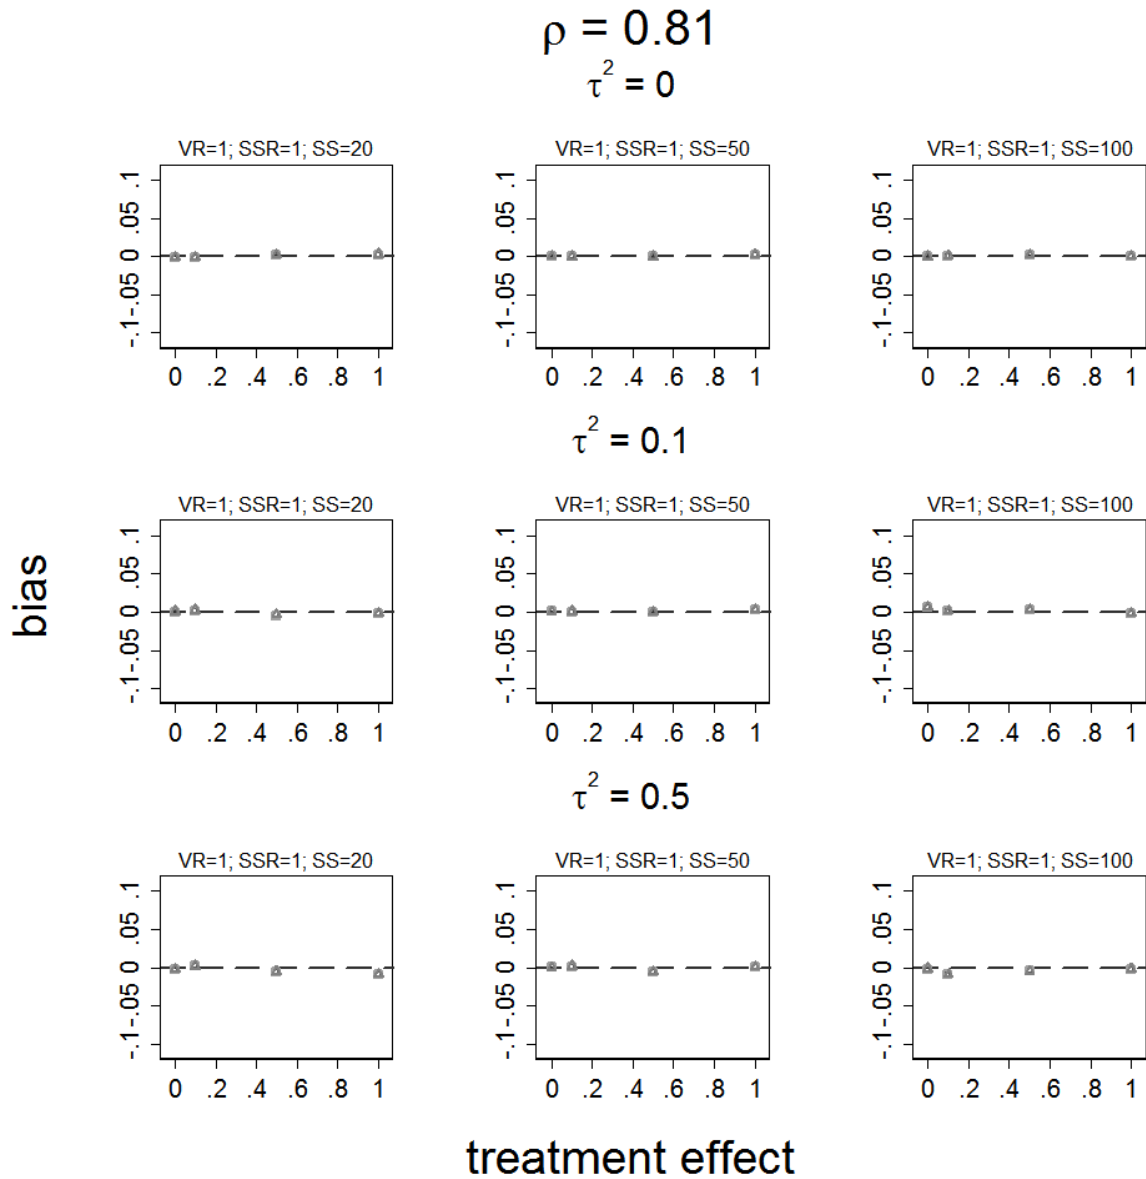 ρ = 0.81
τ² = 0
VR=1; SSR=1; SS=20 VR=1; SSR=1; SS=50 VR=1; SSR=1; SS=100
-.1 -.05 0 .05 .1 -.1 -.05 0 .05 .1 -.1 -.05 0 .05 .1
0 .2 .4 .6 .8 1 0 .2 .4 .6 .8 1 0 .2 .4 .6 .8 1
τ² = 0.1
VR=1; SSR=1; SS=20 VR=1; SSR=1; SS=50 VR=1; SSR=1; SS=100
-.1 -.05 0 .05 .1 -.1 -.05 0 .05 .1 -.1 -.05 0 .05 .1
0 .2 .4 .6 .8 1 0 .2 .4 .6 .8 1 0 .2 .4 .6 .8 1
bias
τ² = 0.5
VR=1; SSR=1; SS=20 VR=1; SSR=1; SS=50 VR=1; SSR=1; SS=100
-.1 -.05 0 .05 .1 -.1 -.05 0 .05 .1 -.1 -.05 0 .05 .1
0 .2 .4 .6 .8 1 0 .2 .4 .6 .8 1 0 .2 .4 .6 .8 1
treatment effect